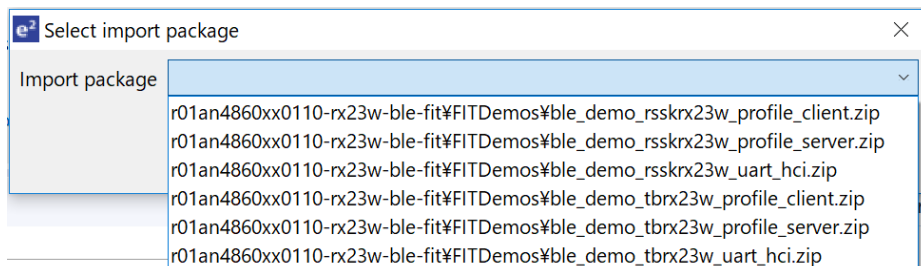 e² Select import package
Import package
r01an4860xx0110-rx23w-ble-fit¥FITDemos¥ble_demo_rsskrx23w_profile_client.zip
r01an4860xx0110-rx23w-ble-fit¥FITDemos¥ble_demo_rsskrx23w_profile_server.zip
r01an4860xx0110-rx23w-ble-fit¥FITDemos¥ble_demo_rsskrx23w_uart_hci.zip
r01an4860xx0110-rx23w-ble-fit¥FITDemos¥ble_demo_tbrx23w_profile_client.zip
r01an4860xx0110-rx23w-ble-fit¥FITDemos¥ble_demo_tbrx23w_profile_server.zip
r01an4860xx0110-rx23w-ble-fit¥FITDemos¥ble_demo_tbrx23w_uart_hci.zip